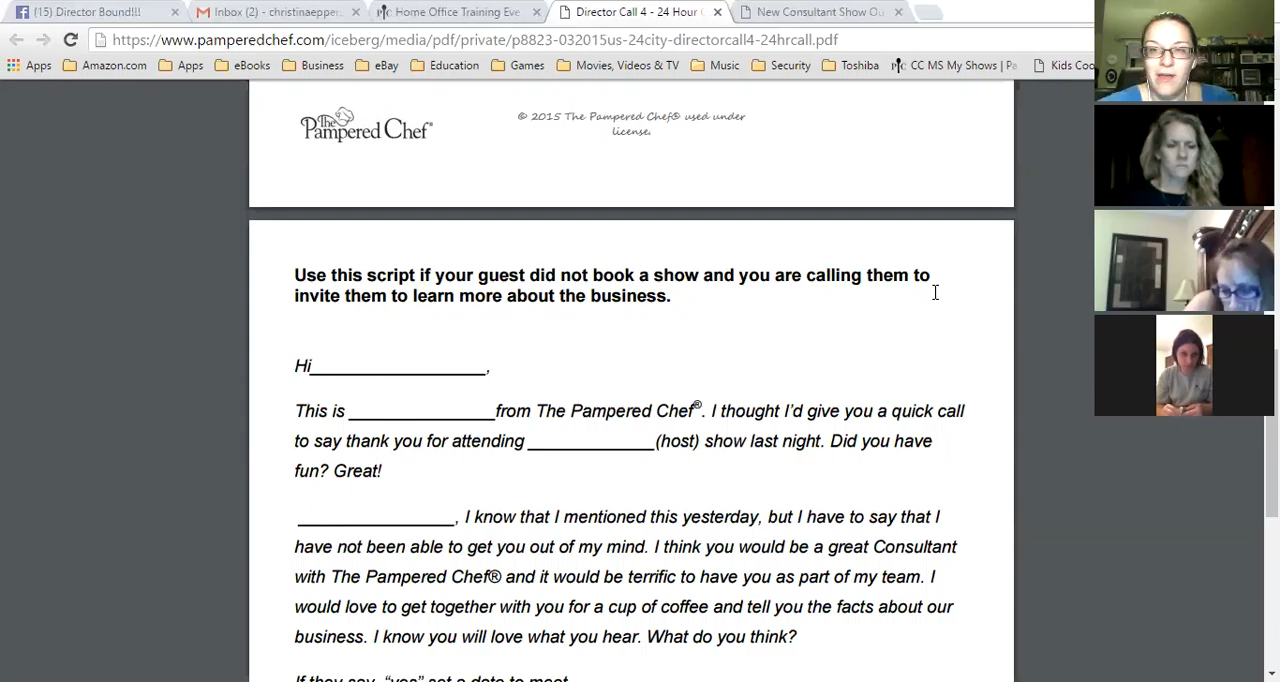 (15) Director Bound!!!
Inbox (2) - christinaepper
Home Office Training Eve
Director Call 4 - 24 Hour
New Consultant Show Ou
https://www.pamperedchef.com/iceberg/media/pdf/private/p8823-032015us-24city-directorcall4-24hrcall.pdf
Apps Amazon.com Apps eBooks Business eBay Education Games Movies, Videos & TV Music Security Toshiba CC MS My Shows | Pa Kids Coo
The Pampered Chef®
© 2015 The Pampered Chef® used under
license.
Use this script if your guest did not book a show and you are calling them to
invite them to learn more about the business.
Hi____________________,
This is ________________from The Pampered Chef®. I thought I'd give you a quick call
to say thank you for attending ______________(host) show last night. Did you have
fun? Great!
_________________, I know that I mentioned this yesterday, but I have to say that I
have not been able to get you out of my mind. I think you would be a great Consultant
with The Pampered Chef® and it would be terrific to have you as part of my team. I
would love to get together with you for a cup of coffee and tell you the facts about our
business. I know you will love what you hear. What do you think?
If they say, "yes" set a date to meet